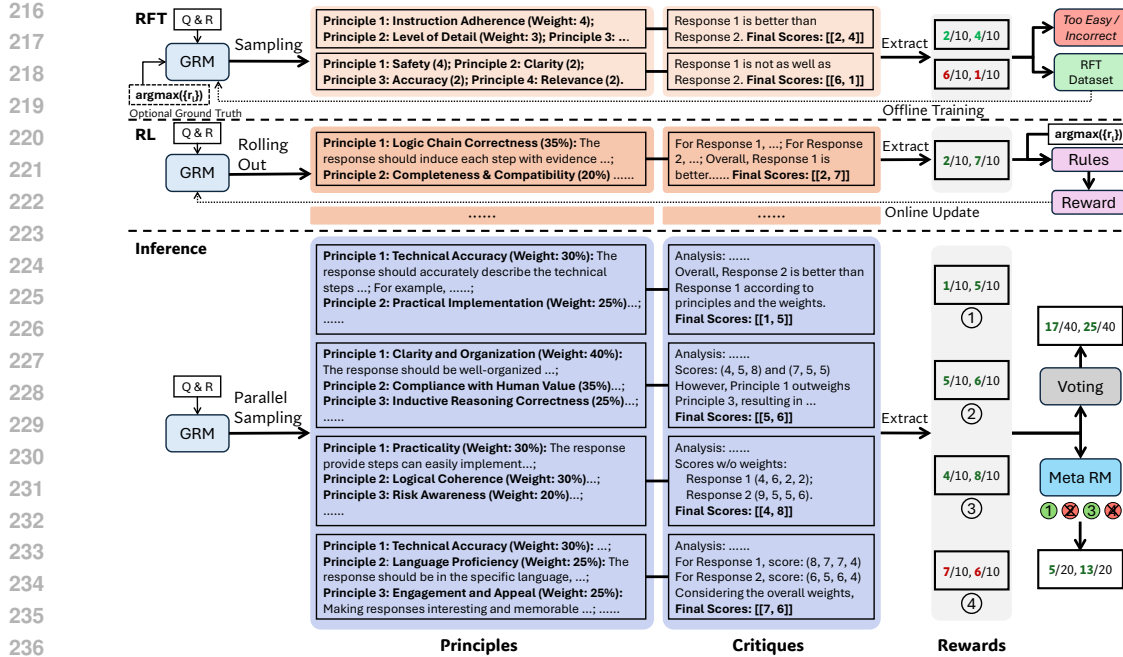 216
217
218
219
220
221
222
223
224
225
226
227
228
229
230
231
232
233
234
235
236
RFT
Q & R
GRM
argmax({rᵢ})
Optional Ground Truth
Sampling
Principle 1: Instruction Adherence (Weight: 4);
Principle 2: Level of Detail (Weight: 3); Principle 3: ...
Response 1 is better than
Response 2. Final Scores: [[2, 4]]
Principle 1: Safety (4); Principle 2: Clarity (2);
Principle 3: Accuracy (2); Principle 4: Relevance (2).
Response 1 is not as well as
Response 2. Final Scores: [[6, 1]]
Extract
2/10, 4/10
6/10, 1/10
Too Easy /
Incorrect
RFT
Dataset
Offline Training
RL
Q & R
GRM
Rolling
Out
Principle 1: Logic Chain Correctness (35%): The
response should induce each step with evidence ...;
Principle 2: Completeness & Compatibility (20%) ......
For Response 1, ...; For Response
2, ...; Overall, Response 1 is
better...... Final Scores: [[2, 7]]
Extract
2/10, 7/10
argmax({rᵢ})
Rules
Reward
......
......
Online Update
Inference
Q & R
GRM
Parallel
Sampling
Principle 1: Technical Accuracy (Weight: 30%): The
response should accurately describe the technical
steps ...; For example, ......;
Principle 2: Practical Implementation (Weight: 25%)...;
......
Analysis: ......
Overall, Response 2 is better than
Response 1 according to
principles and the weights.
Final Scores: [[1, 5]]
1/10, 5/10
1
Principle 1: Clarity and Organization (Weight: 40%):
The response should be well-organized ...;
Principle 2: Compliance with Human Value (35%)...;
Principle 3: Inductive Reasoning Correctness (25%)...;
......
Analysis: ......
Scores: (4, 5, 8) and (7, 5, 5)
However, Principle 1 outweighs
Principle 3, resulting in ...
Final Scores: [[5, 6]]
5/10, 6/10
2
Extract
Principle 1: Practicality (Weight: 30%): The response
provide steps can easily implement...;
Principle 2: Logical Coherence (Weight: 30%)...;
Principle 3: Risk Awareness (Weight: 20%)...;
......
Analysis: ......
Scores w/o weights:
Response 1 (4, 6, 2, 2);
Response 2 (9, 5, 5, 6).
Final Scores: [[4, 8]]
4/10, 8/10
3
Principle 1: Technical Accuracy (Weight: 30%): ...;
Principle 2: Language Proficiency (Weight: 25%): The
response should be in the specific language, ...;
Principle 3: Engagement and Appeal (Weight: 25%):
Making responses interesting and memorable ...; ......
Analysis: ......
For Response 1, score: (8, 7, 7, 4)
For Response 2, score: (6, 5, 6, 4)
Considering the overall weights,
Final Scores: [[7, 6]]
7/10, 6/10
4
17/40, 25/40
Voting
Meta RM
1 2 3 4
5/20, 13/20
Principles
Critiques
Rewards